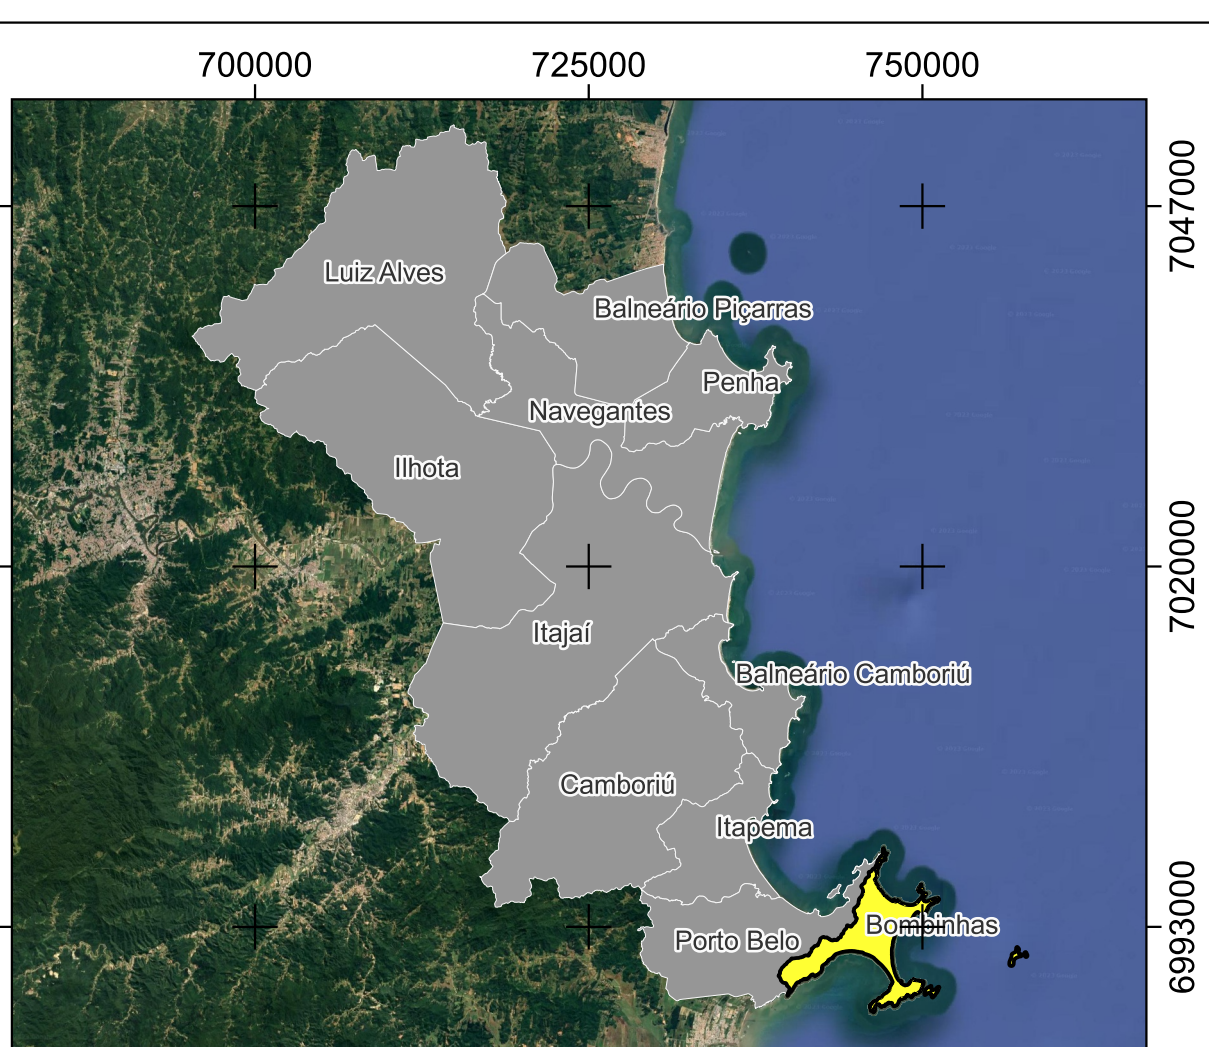 700000 725000 750000
7047000
Luiz Alves
Balneário Piçarras
Penha
Navegantes
Ilhota
7020000
Itajaí
Balneário Camboriú
Camboriú
Itapema
Bombinhas
Porto Belo
6993000